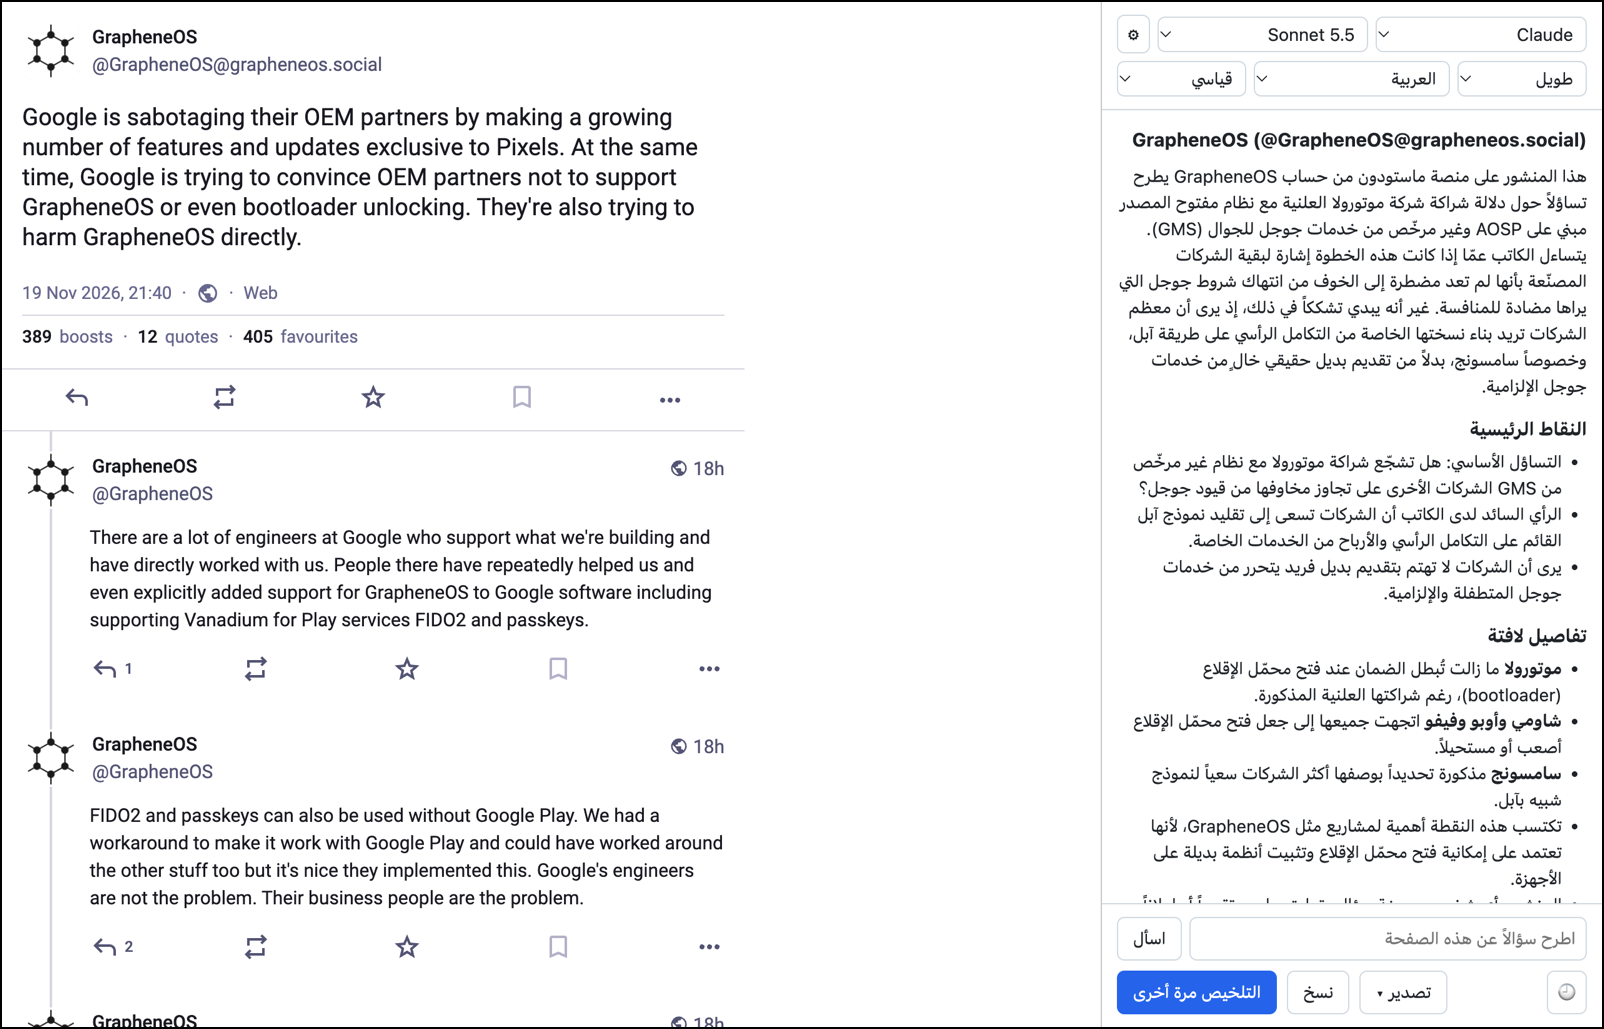 GrapheneOS
@GrapheneOS@grapheneos.social
Google is sabotaging their OEM partners by making a growing
number of features and updates exclusive to Pixels. At the same
time, Google is trying to convince OEM partners not to support
GrapheneOS or even bootloader unlocking. They're also trying to
harm GrapheneOS directly.
19 Nov 2026, 21:40 · Web
389 boosts · 12 quotes · 405 favourites
GrapheneOS
18h
@GrapheneOS
There are a lot of engineers at Google who support what we're building and
have directly worked with us. People there have repeatedly helped us and
even explicitly added support for GrapheneOS to Google software including
supporting Vanadium for Play services FIDO2 and passkeys.
1
GrapheneOS
18h
@GrapheneOS
FIDO2 and passkeys can also be used without Google Play. We had a
workaround to make it work with Google Play and could have worked around
the other stuff too but it's nice they implemented this. Google's engineers
are not the problem. Their business people are the problem.
2
GrapheneOS
18h
Claude
Sonnet 5.5
طويل
العربية
قياسي
GrapheneOS (@GrapheneOS@grapheneos.social)
هذا المنشور على منصة ماستودون من حساب GrapheneOS يطرح
تساؤلاً حول دلالة شراكة شركة موتورولا العلنية مع نظام مفتوح المصدر
مبني على AOSP وغير مرخّص من خدمات جوجل للجوال (GMS).
يتساءل الكاتب عمّا إذا كانت هذه الخطوة إشارة لبقية الشركات
المصنّعة بأنها لم تعد مضطرة إلى الخوف من انتهاك شروط جوجل التي
يراها مضادة للمنافسة. غير أنه يبدي تشككاً في ذلك، إذ يرى أن معظم
الشركات تريد بناء نسختها الخاصة من التكامل الرأسي على طريقة آبل،
وخصوصاً سامسونج، بدلاً من تقديم بديل حقيقي خالٍ من خدمات
جوجل الإلزامية.
النقاط الرئيسية
• التساؤل الأساسي: هل تشجّع شراكة موتورولا مع نظام غير مرخّص
من GMS الشركات الأخرى على تجاوز مخاوفها من قيود جوجل؟
• الرأي السائد لدى الكاتب أن الشركات تسعى إلى تقليد نموذج آبل
القائم على التكامل الرأسي والأرباح من الخدمات الخاصة.
• يرى أن الشركات لا تهتم بتقديم بديل فريد يتحرر من خدمات
جوجل المتطفلة والإلزامية.
تفاصيل لافتة
• موتورولا ما زالت تُبطل الضمان عند فتح محمّل الإقلاع
(bootloader)، رغم شراكتها العلنية المذكورة.
• شاومي وأوبو وفيفو اتجهت جميعها إلى جعل فتح محمّل الإقلاع
أصعب أو مستحيلاً.
• سامسونج مذكورة تحديداً بوصفها أكثر الشركات سعياً لنموذج
شبيه بآبل.
• تكتسب هذه النقطة أهمية لمشاريع مثل GrapheneOS، لأنها
تعتمد على إمكانية فتح محمّل الإقلاع وتثبيت أنظمة بديلة على
الأجهزة.
اطرح سؤالاً عن هذه الصفحة
اسأل
تصدير
نسخ
التلخيص مرة أخرى